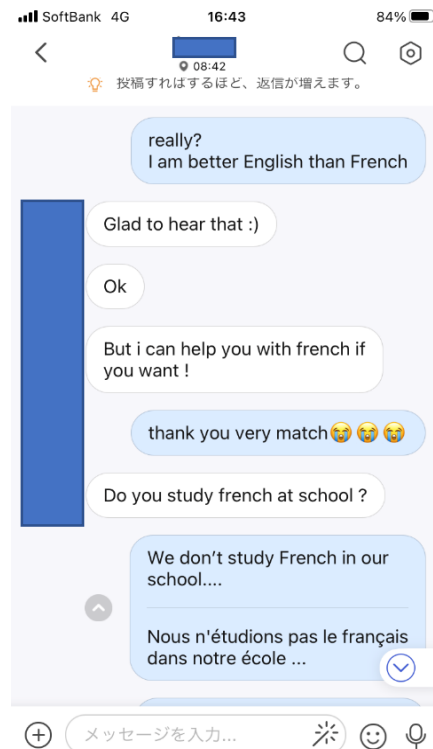 SoftBank 4G 16:43 84%
08:42
投稿すればするほど、返信が増えます。
really?
I am better English than French
Glad to hear that :)
Ok
But i can help you with french if
you want !
thank you very match😭😭😭
Do you study french at school ?
We don't study French in our
school....
Nous n'étudions pas le français
dans notre école ...
メッセージを入力...